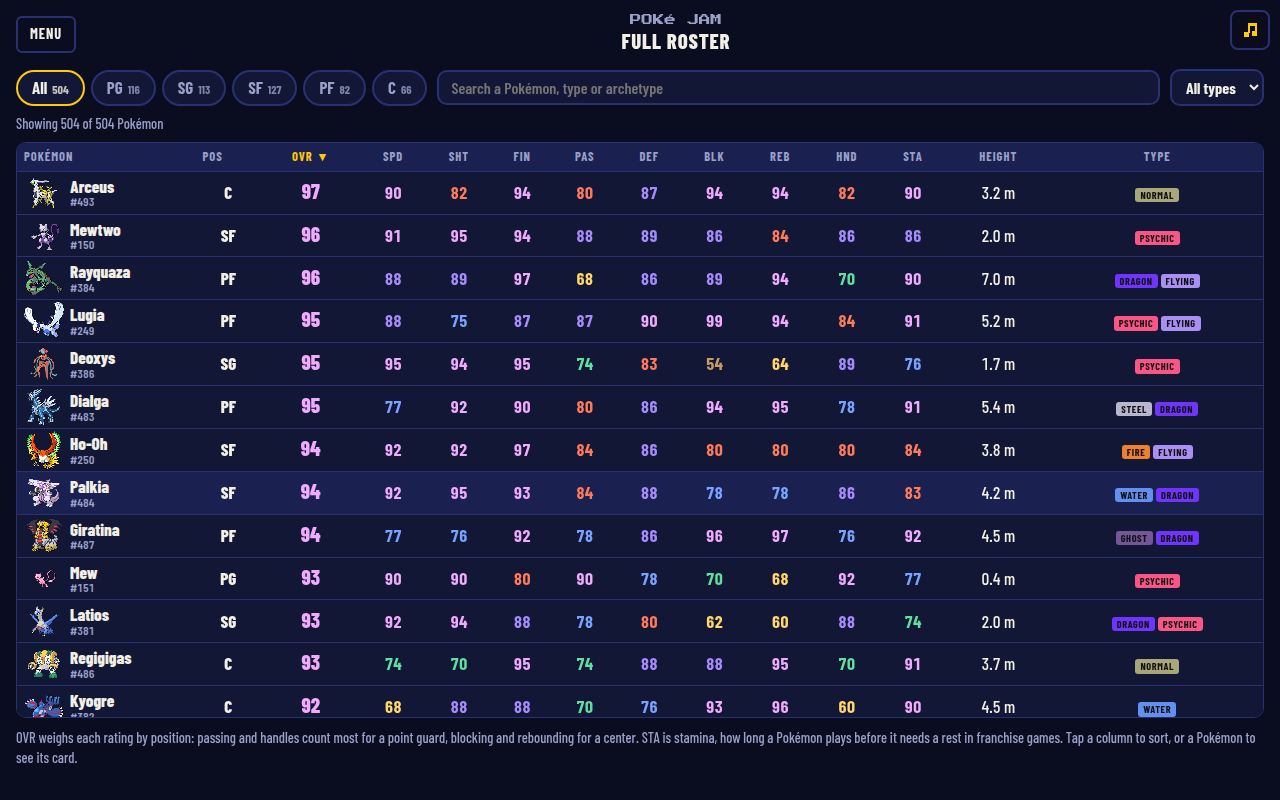 MENU
POKé JAM
FULL ROSTER
All 504 PG 116 SG 113 SF 127 PF 82 C 66 Search a Pokémon, type or archetype All types
Showing 504 of 504 Pokémon
POKÉMON POS OVR ▼ SPD SHT FIN PAS DEF BLK REB HND STA HEIGHT TYPE
Arceus #493 C 97 90 82 94 80 87 94 94 82 90 3.2 m NORMAL
Mewtwo #150 SF 96 91 95 94 88 89 86 84 86 86 2.0 m PSYCHIC
Rayquaza #384 PF 96 88 89 97 68 86 89 94 70 90 7.0 m DRAGON FLYING
Lugia #249 PF 95 88 75 87 87 90 99 94 84 91 5.2 m PSYCHIC FLYING
Deoxys #386 SG 95 95 94 95 74 83 54 64 89 76 1.7 m PSYCHIC
Dialga #483 PF 95 77 92 90 80 86 94 95 78 91 5.4 m STEEL DRAGON
Ho-Oh #250 SF 94 92 92 97 84 86 80 80 80 84 3.8 m FIRE FLYING
Palkia #484 SF 94 92 95 93 84 88 78 78 86 83 4.2 m WATER DRAGON
Giratina #487 PF 94 77 76 92 78 86 96 97 76 92 4.5 m GHOST DRAGON
Mew #151 PG 93 90 90 80 90 78 70 68 92 77 0.4 m PSYCHIC
Latios #381 SG 93 92 94 88 78 80 62 60 88 74 2.0 m DRAGON PSYCHIC
Regigigas #486 C 93 74 70 95 74 88 88 95 70 91 3.7 m NORMAL
Kyogre #382 C 92 68 88 88 70 76 93 96 60 90 4.5 m WATER
OVR weighs each rating by position: passing and handles count most for a point guard, blocking and rebounding for a center. STA is stamina, how long a Pokémon plays before it needs a rest in franchise games. Tap a column to sort, or a Pokémon to
see its card.